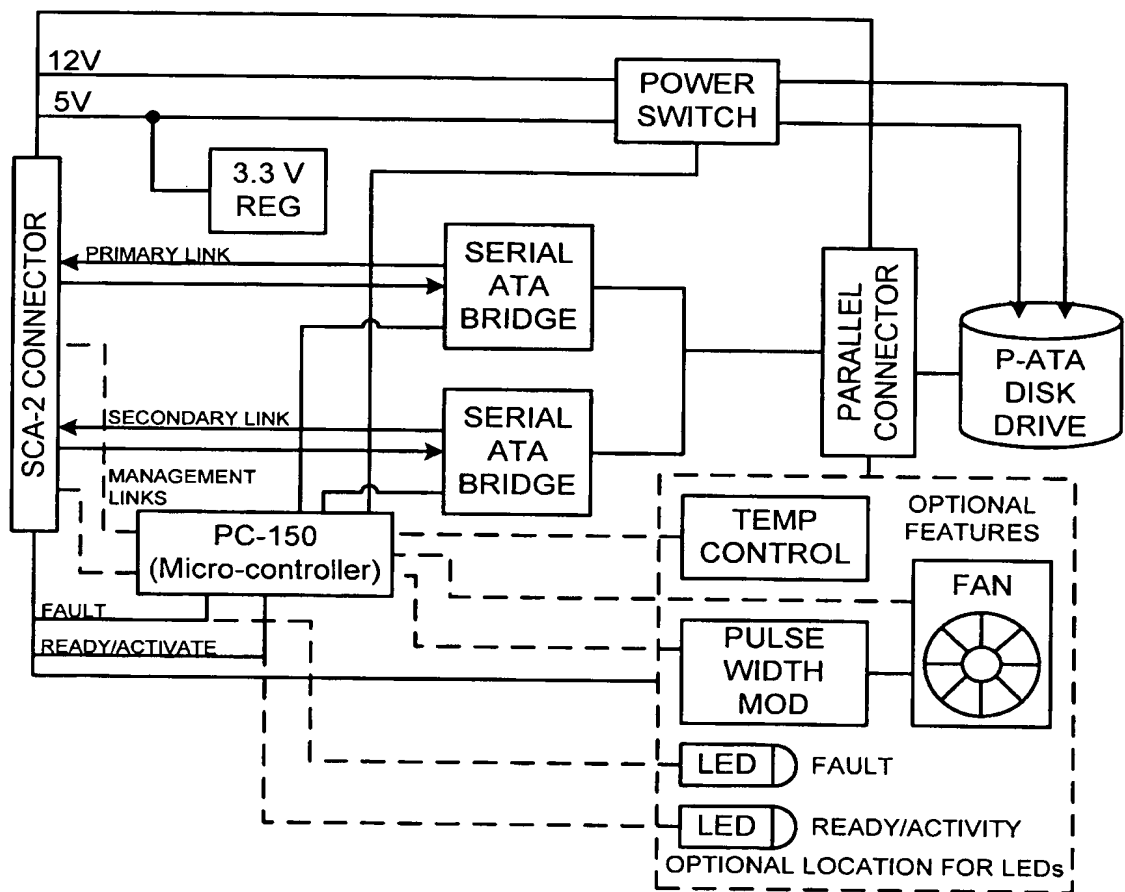 12V
5V
POWER
SWITCH
3.3 V
REG
SCA-2 CONNECTOR
PRIMARY LINK
SERIAL
ATA
BRIDGE
PARALLEL
CONNECTOR
P-ATA
DISK
DRIVE
SECONDARY LINK
SERIAL
ATA
BRIDGE
MANAGEMENT
LINKS
PC-150
(Micro-controller)
TEMP
CONTROL
OPTIONAL
FEATURES
FAN
FAULT
READY/ACTIVATE
PULSE
WIDTH
MOD
LED
FAULT
LED
READY/ACTIVITY
OPTIONAL LOCATION FOR LEDs